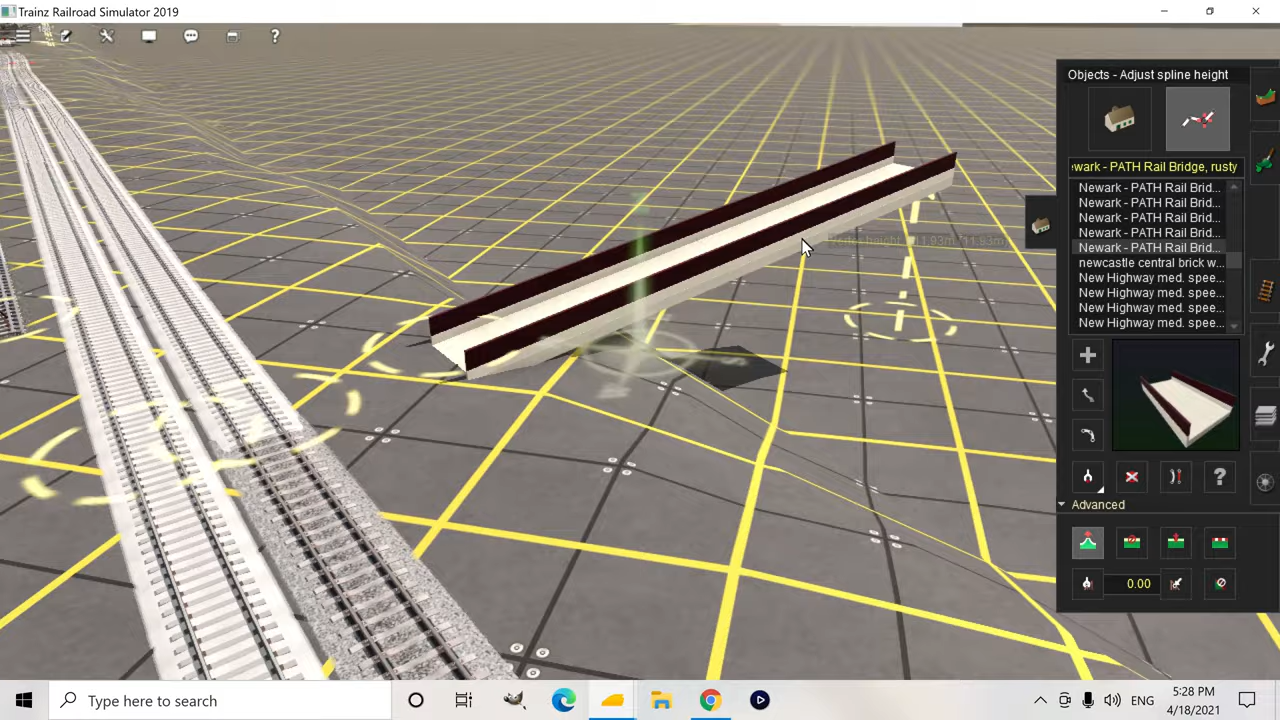 Trainz Railroad Simulator 2019
Objects - Adjust spline height
wark - PATH Rail Bridge, rusty
Newark - PATH Rail Brid...
Newark - PATH Rail Brid...
Newark - PATH Rail Brid...
Newark - PATH Rail Brid...
Newark - PATH Rail Brid...
newcastle central brick w...
New Highway med. spee...
New Highway med. spee...
New Highway med. spee...
New Highway med. spee...
Advanced
0.00
Type here to search
ENG
5:28 PM
4/18/2021